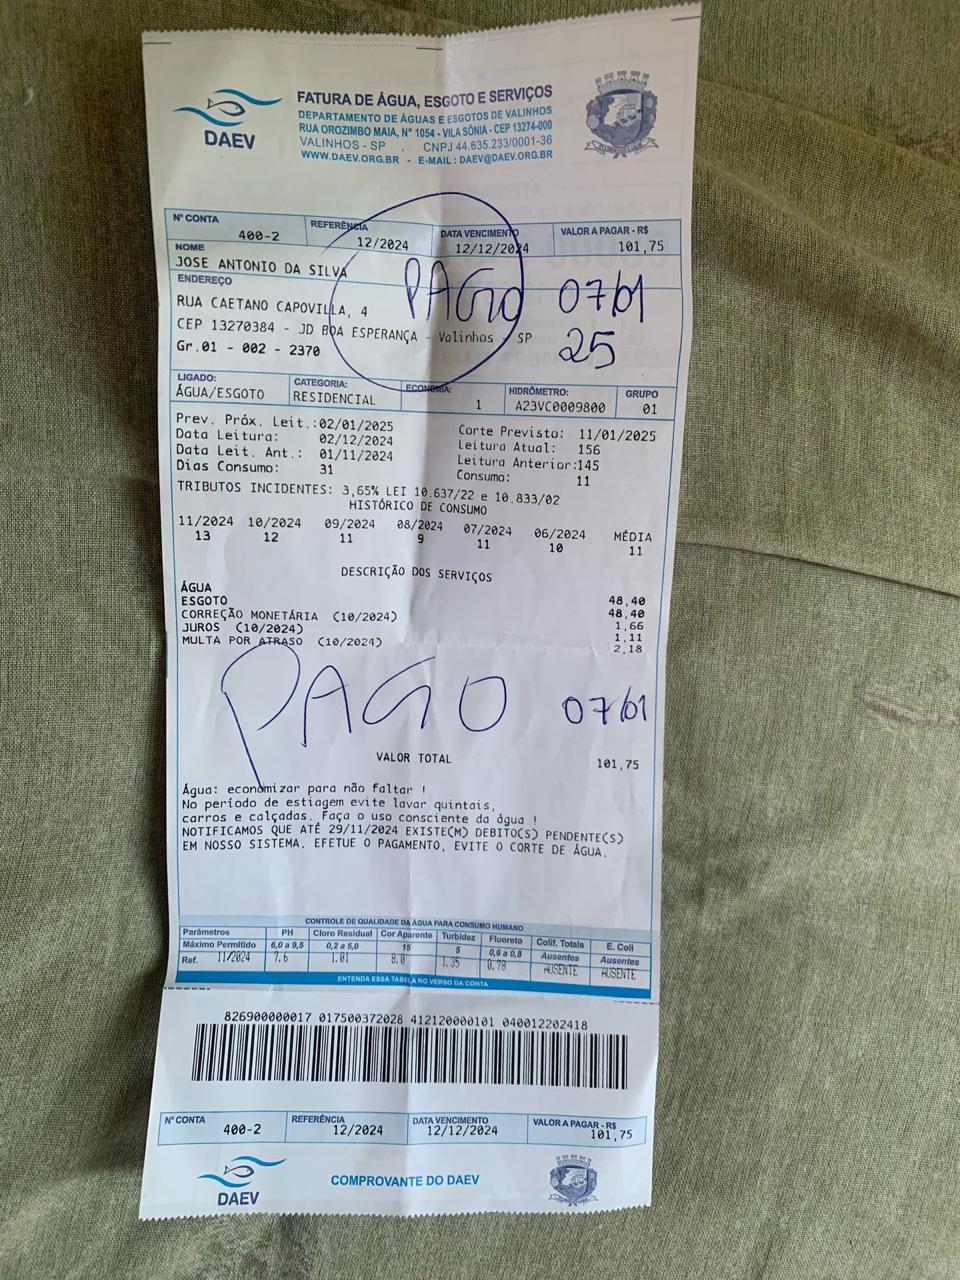 DAEV
FATURA DE ÁGUA, ESGOTO E SERVIÇOS
DEPARTAMENTO DE ÁGUAS E ESGOTOS DE VALINHOS
RUA OROZIMBO MAIA, Nº 1054 - VILA SÔNIA - CEP 13274-000
VALINHOS - SP . CNPJ 44.635.233/0001-36
WWW.DAEV.ORG.BR - E-MAIL : DAEV@DAEV.ORG.BR
Nº CONTA REFERÊNCIA DATA VENCIMENTO VALOR A PAGAR - R$
400-2 12/2024 12/12/2024 101,75
NOME
JOSE ANTONIO DA SILVA
PAGO 07/01
25
ENDEREÇO
RUA CAETANO CAPOVILLA, 4
CEP 13270384 - JD BOA ESPERANÇA - Valinhos - SP
Gr.01 - 002 - 2370
LIGADO: CATEGORIA: ECONOMIA: HIDRÔMETRO: GRUPO
ÁGUA/ESGOTO RESIDENCIAL 1 A23VC0009800 01
Prev. Próx. Leit.:02/01/2025 Corte Previsto: 11/01/2025
Data Leitura: 02/12/2024 Leitura Atual: 156
Data Leit. Ant.: 01/11/2024 Leitura Anterior:145
Dias Consumo: 31 Consumo: 11
TRIBUTOS INCIDENTES: 3,65% LEI 10.637/22 e 10.833/02
HISTÓRICO DE CONSUMO
11/2024 10/2024 09/2024 08/2024 07/2024 06/2024 MÉDIA
13 12 11 9 11 10 11
DESCRIÇÃO DOS SERVIÇOS
ÁGUA 48,40
ESGOTO 48,40
CORREÇÃO MONETÁRIA (10/2024) 1,66
JUROS (10/2024) 1,11
MULTA POR ATRASO (10/2024) 2,18
PAGO 07/01
VALOR TOTAL 101,75
Água: economizar para não faltar !
No período de estiagem evite lavar quintais,
carros e calçadas. Faça o uso consciente da água !
NOTIFICAMOS QUE ATÉ 29/11/2024 EXISTE(M) DEBITO(S) PENDENTE(S)
EM NOSSO SISTEMA. EFETUE O PAGAMENTO, EVITE O CORTE DE ÁGUA.
CONTROLE DE QUALIDADE DA ÁGUA PARA CONSUMO HUMANO
Parâmetros PH Cloro Residual Cor Aparente Turbidez Fluoreto Colif. Totais E. Coli
Máximo Permitido 6,0 a 9,5 0,2 a 5,0 15 5 0,6 a 0,8 Ausentes Ausentes
Ref. 11/2024 7.6 1.01 8.0 1.35 0.78 AUSENTE AUSENTE
ENTENDA ESSA TABELA NO VERSO DA CONTA
826900000017 017500372028 412120000101 040012202418
Nº CONTA REFERÊNCIA DATA VENCIMENTO VALOR A PAGAR - R$
400-2 12/2024 12/12/2024 101,75
DAEV
COMPROVANTE DO DAEV